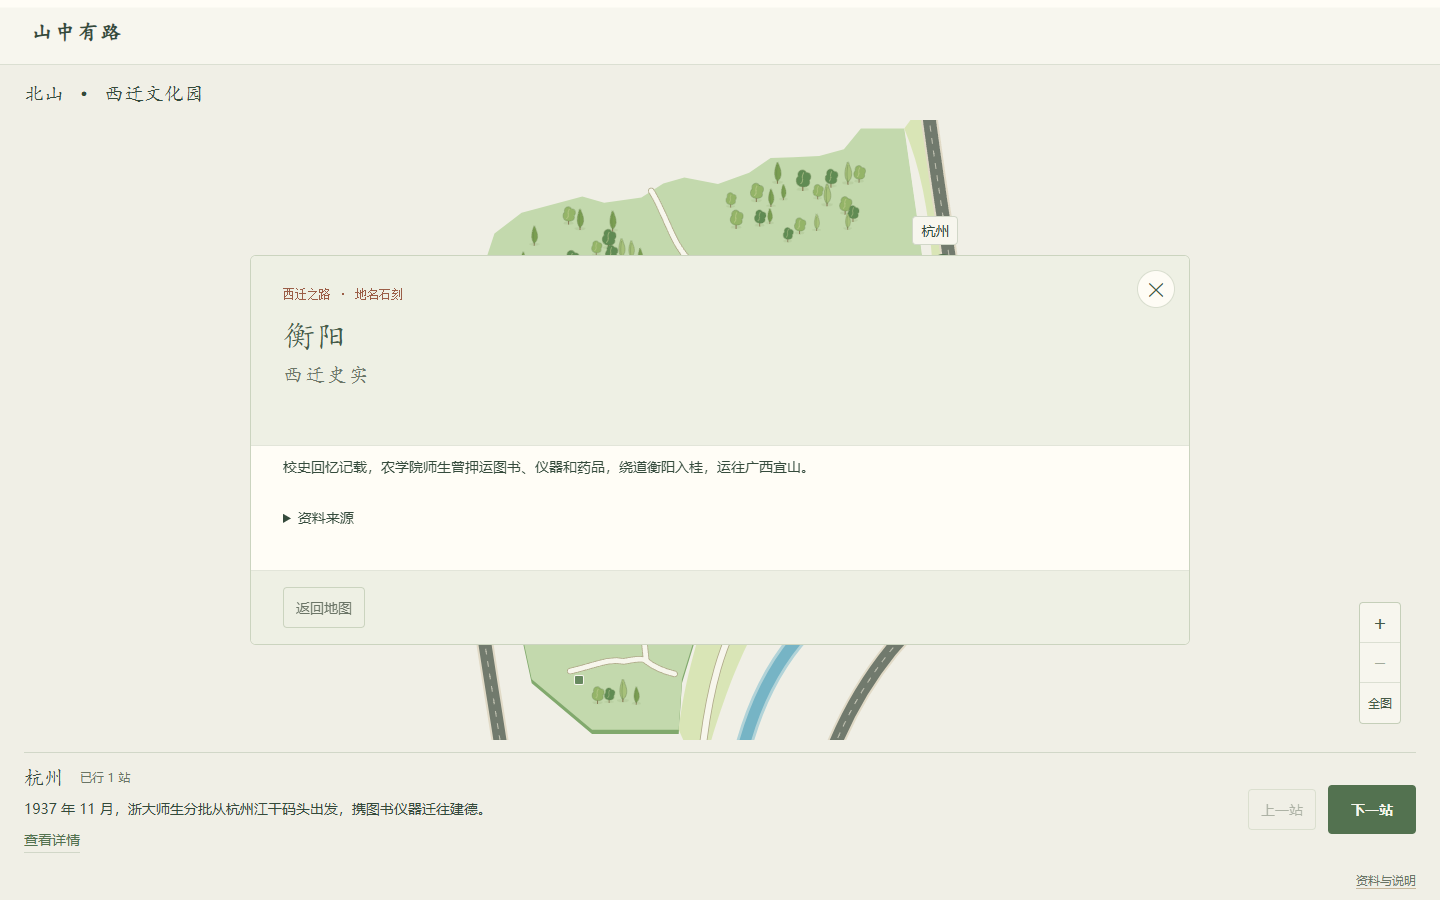 山中有路
北山 • 西迁文化园
杭州
西迁之路 · 地名石刻
衡阳
西迁史实
校史回忆记载，农学院师生曾押运图书、仪器和药品，绕道衡阳入桂，运往广西宜山。
▶ 资料来源
返回地图
+
−
全图
杭州 已行 1 站
1937 年 11 月，浙大师生分批从杭州江干码头出发，携图书仪器迁往建德。
查看详情
上一站
下一站
资料与说明